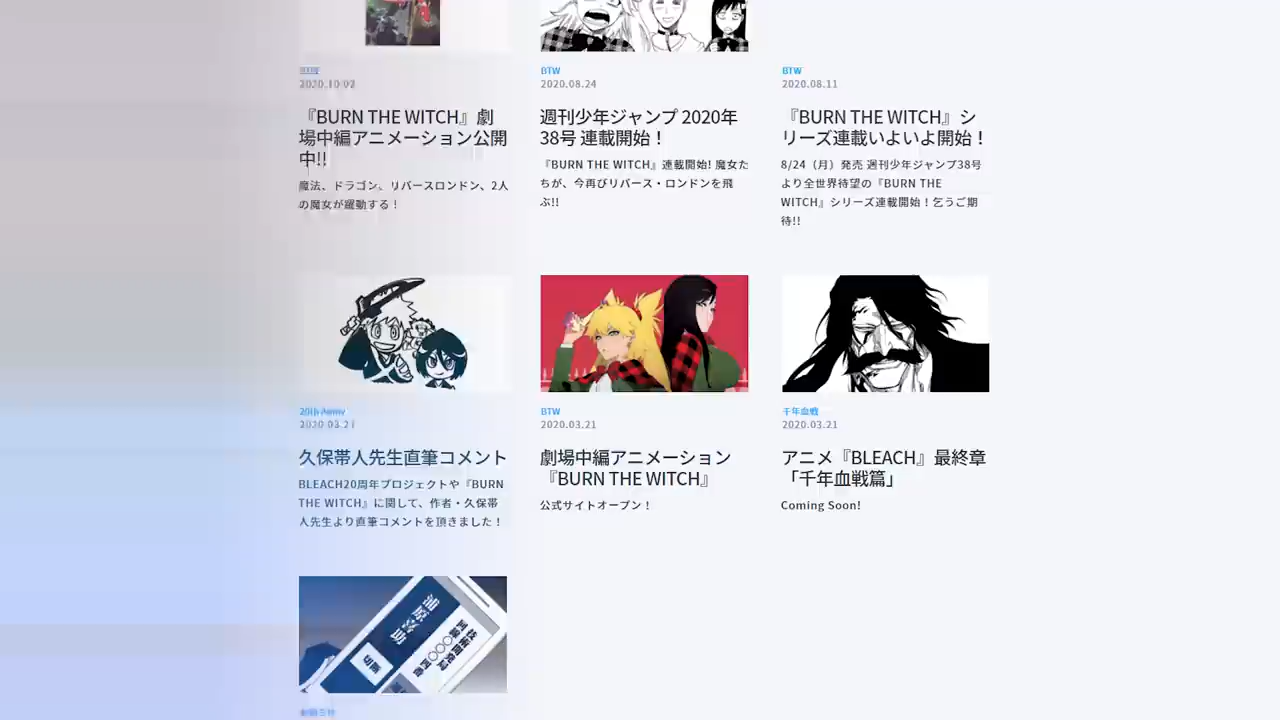 2020.10.02
『BURN THE WITCH』劇
場中編アニメーション公開
中!!
魔法、ドラゴン、リバースロンドン、2人
の魔女が躍動する！
BTW
2020.08.24
週刊少年ジャンプ 2020年
38号 連載開始！
『BURN THE WITCH』連載開始! 魔女た
ちが、今再びリバース・ロンドンを飛
ぶ!!
BTW
2020.08.11
『BURN THE WITCH』シ
リーズ連載いよいよ開始！
8/24（月）発売 週刊少年ジャンプ38号
より全世界待望の『BURN THE
WITCH』シリーズ連載開始！乞うご期
待!!
20th Anniv
2020.03.21
久保帯人先生直筆コメント
BLEACH20周年プロジェクトや『BURN
THE WITCH』に関して、作者・久保帯
人先生より直筆コメントを頂きました！
BTW
2020.03.21
劇場中編アニメーション
『BURN THE WITCH』
公式サイトオープン！
千年血戦
2020.03.21
アニメ『BLEACH』最終章
「千年血戦篇」
Coming Soon!
浦原喜助